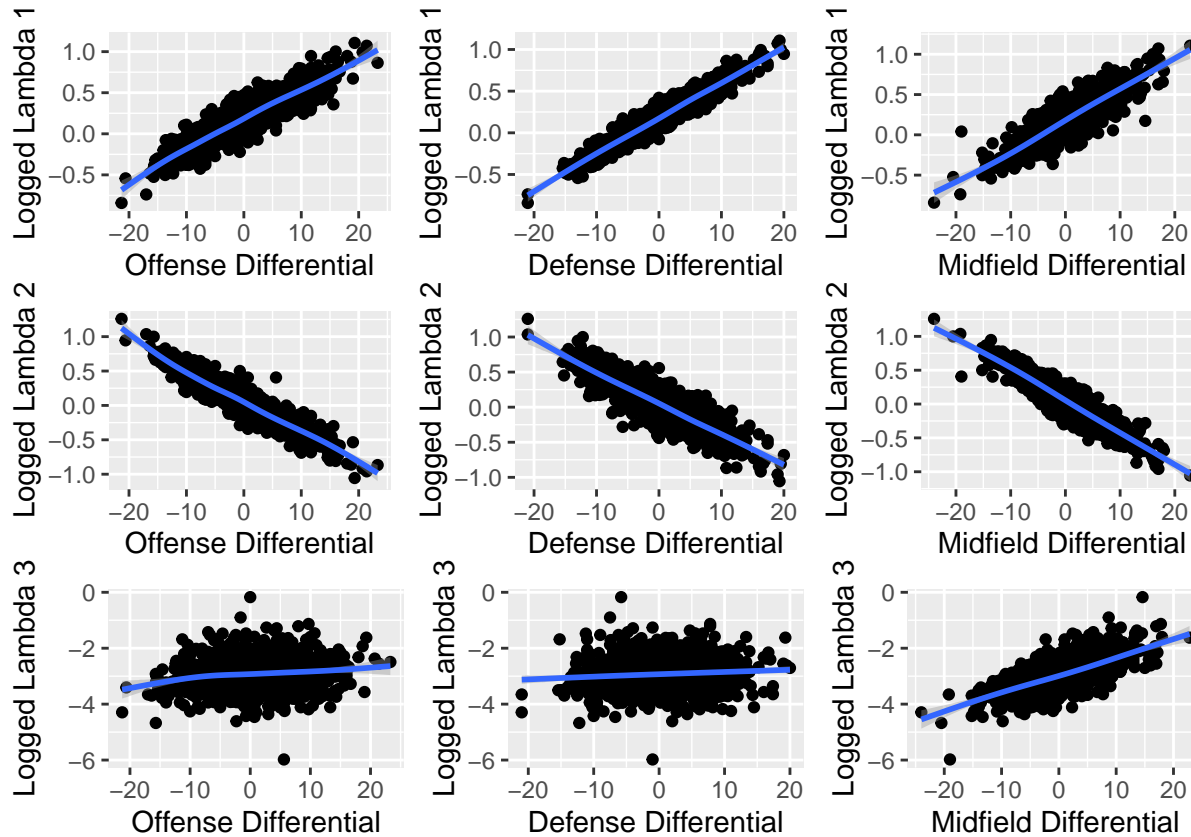 Logged Lambda 1
1.0
0.5
0.0
−0.5
−20 −10 0 10 20
Offense Differential
Logged Lambda 1
1.0
0.5
0.0
−0.5
−20 −10 0 10 20
Defense Differential
Logged Lambda 1
1.0
0.5
0.0
−0.5
−20 −10 0 10 20
Midfield Differential
Logged Lambda 2
1.0
0.5
0.0
−0.5
−1.0
−20 −10 0 10 20
Offense Differential
Logged Lambda 2
1.0
0.5
0.0
−0.5
−1.0
−20 −10 0 10 20
Defense Differential
Logged Lambda 2
1.0
0.5
0.0
−0.5
−1.0
−20 −10 0 10 20
Midfield Differential
Logged Lambda 3
0
−2
−4
−6
−20 −10 0 10 20
Offense Differential
Logged Lambda 3
0
−2
−4
−6
−20 −10 0 10 20
Defense Differential
Logged Lambda 3
0
−2
−4
−6
−20 −10 0 10 20
Midfield Differential